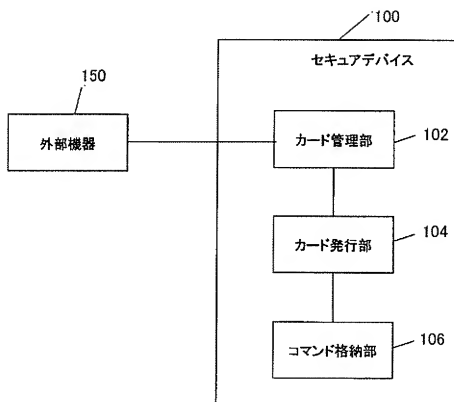 100
セキュアデバイス
150
外部機器
カード管理部
102
カード発行部
104
コマンド格納部
106